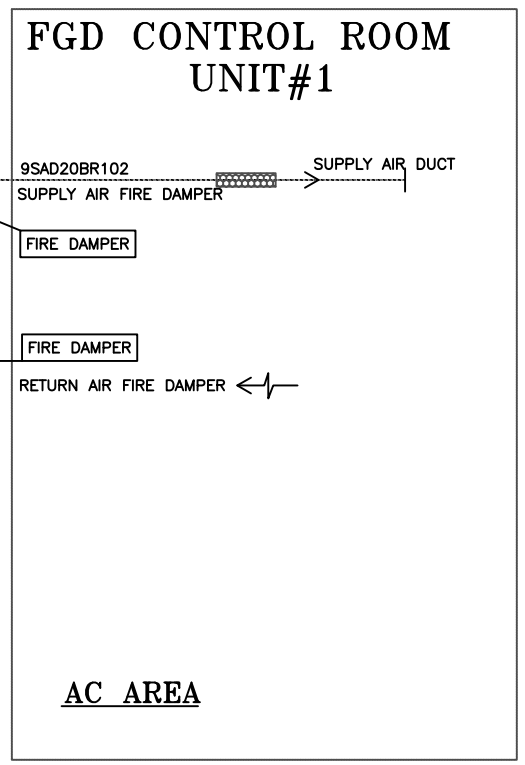 FGD CONTROL ROOM
UNIT#1
9SAD20BR102
SUPPLY AIR DUCT
SUPPLY AIR FIRE DAMPER
FIRE DAMPER
FIRE DAMPER
RETURN AIR FIRE DAMPER
AC AREA